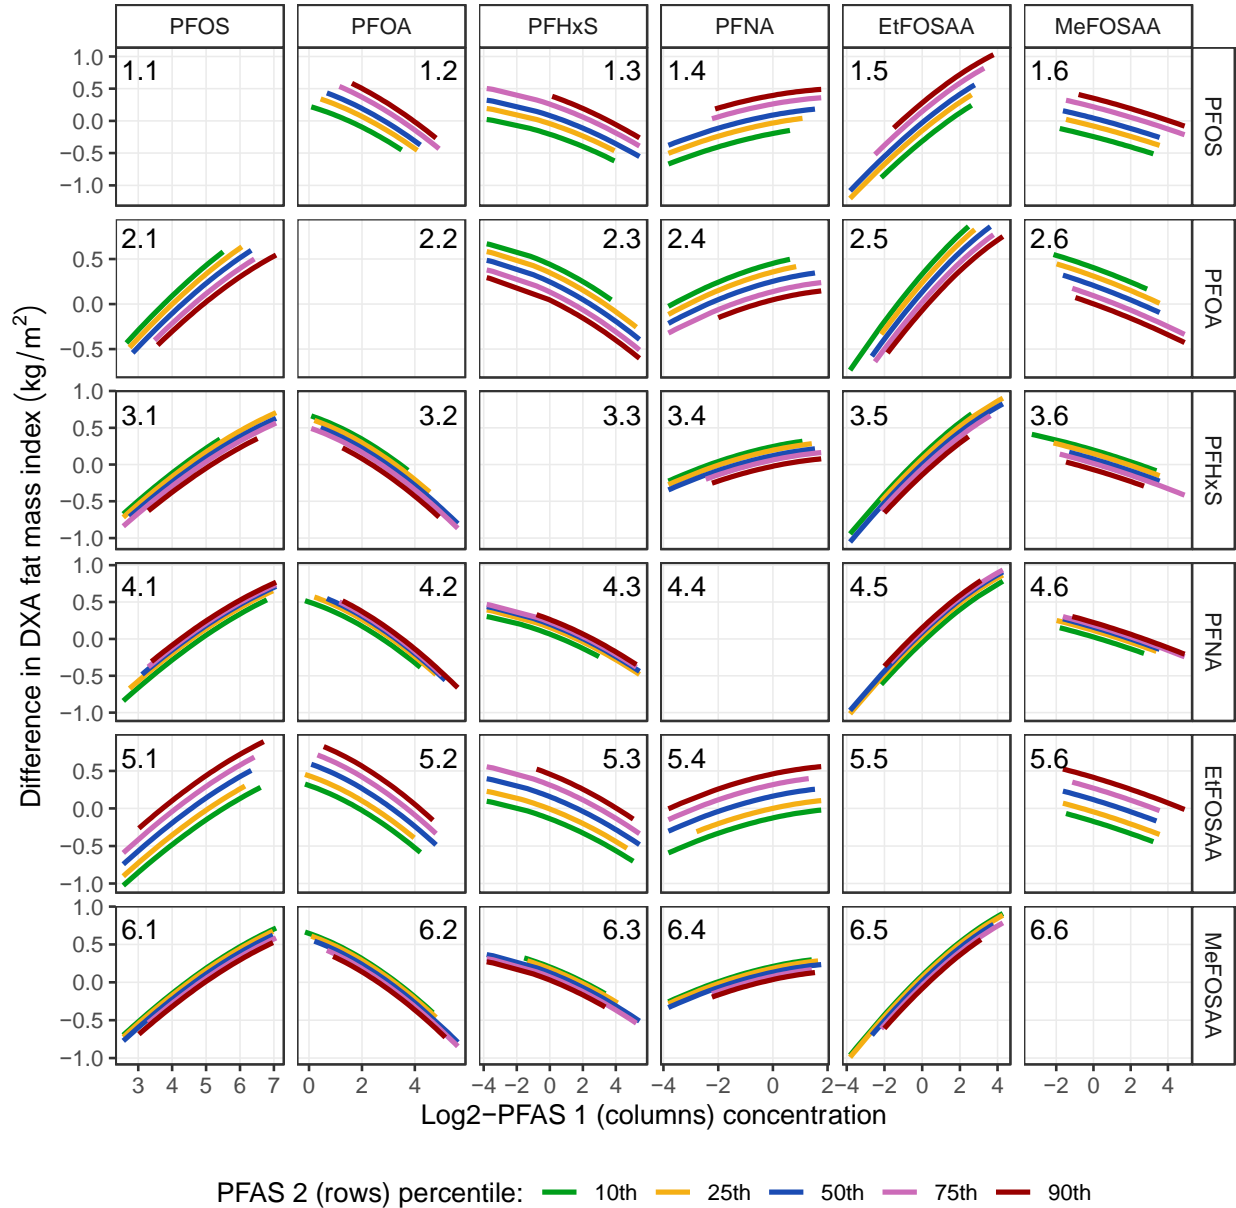 PFOS PFOA PFHxS PFNA EtFOSAA MeFOSAA
1.0 0.5 0.0 −0.5 −1.0
1.1 1.2 1.3 1.4 1.5 1.6
PFOS
0.5 0.0 −0.5
2.1 2.2 2.3 2.4 2.5 2.6
PFOA
1.0 0.5 0.0 −0.5 −1.0
3.1 3.2 3.3 3.4 3.5 3.6
PFHxS
1.0 0.5 0.0 −0.5 −1.0
4.1 4.2 4.3 4.4 4.5 4.6
PFNA
0.5 0.0 −0.5 −1.0
5.1 5.2 5.3 5.4 5.5 5.6
EtFOSAA
1.0 0.5 0.0 −0.5 −1.0
6.1 6.2 6.3 6.4 6.5 6.6
MeFOSAA
Difference in DXA fat mass index (kg/m²)
3 4 5 6 7 0 2 4 −4 −2 0 2 4 −4 −2 0 2 −4 −2 0 2 4 −2 0 2 4
Log2−PFAS 1 (columns) concentration
PFAS 2 (rows) percentile: 10th 25th 50th 75th 90th